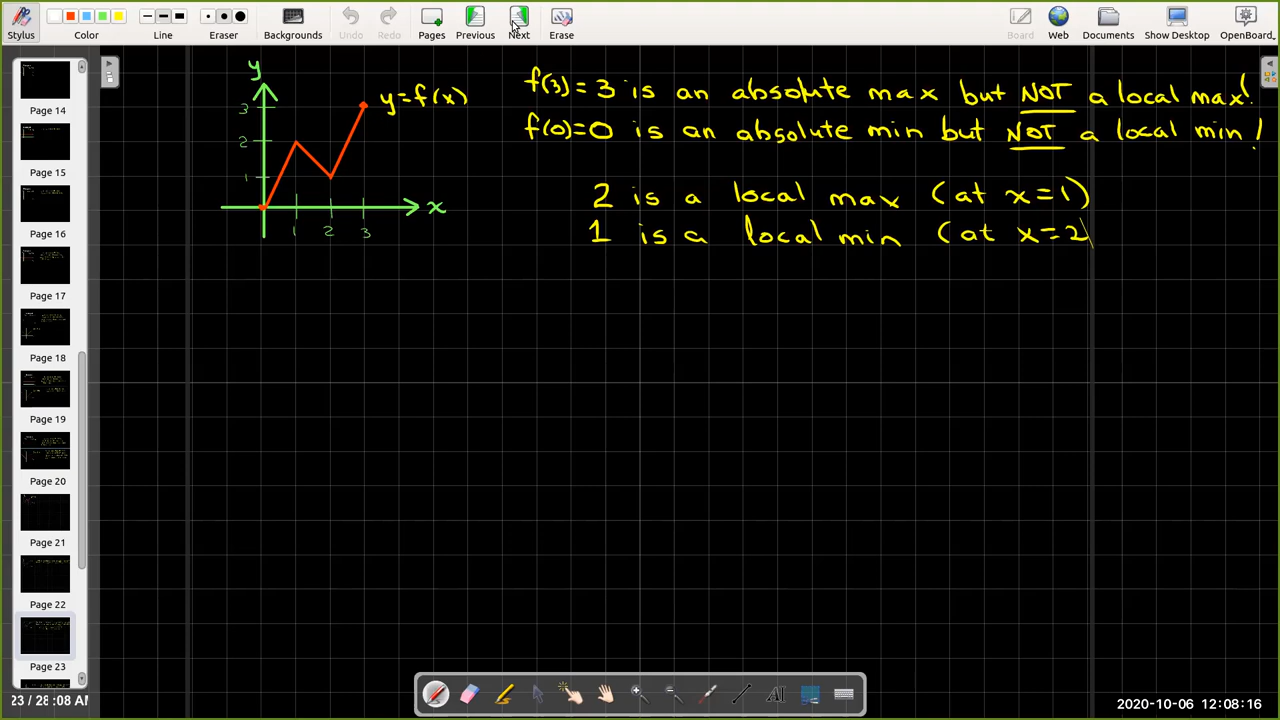 Stylus
Color
Line
Eraser
Backgrounds
Undo
Redo
Pages
Previous
Next
Erase
Board
Web
Documents
Show Desktop
OpenBoard
Page 14
Page 15
Page 16
Page 17
Page 18
Page 19
Page 20
Page 21
Page 22
Page 23
23 / 28
:08 AM
y
3
2
1
1 2 3
x
y=f(x)
f(3)=3 is an absolute max but NOT a local max!
f(0)=0 is an absolute min but NOT a local min!
2 is a local max (at x=1)
1 is a local min (at x=2
AI
2020-10-06 12:08:16